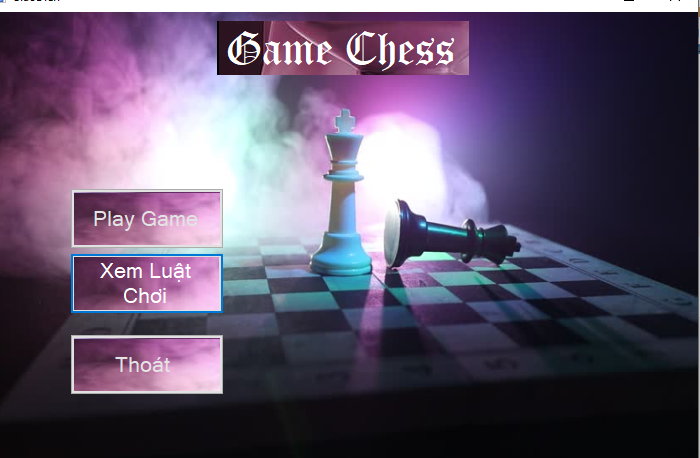 Game Chess
Play Game
Xem Luật
Chơi
Thoát